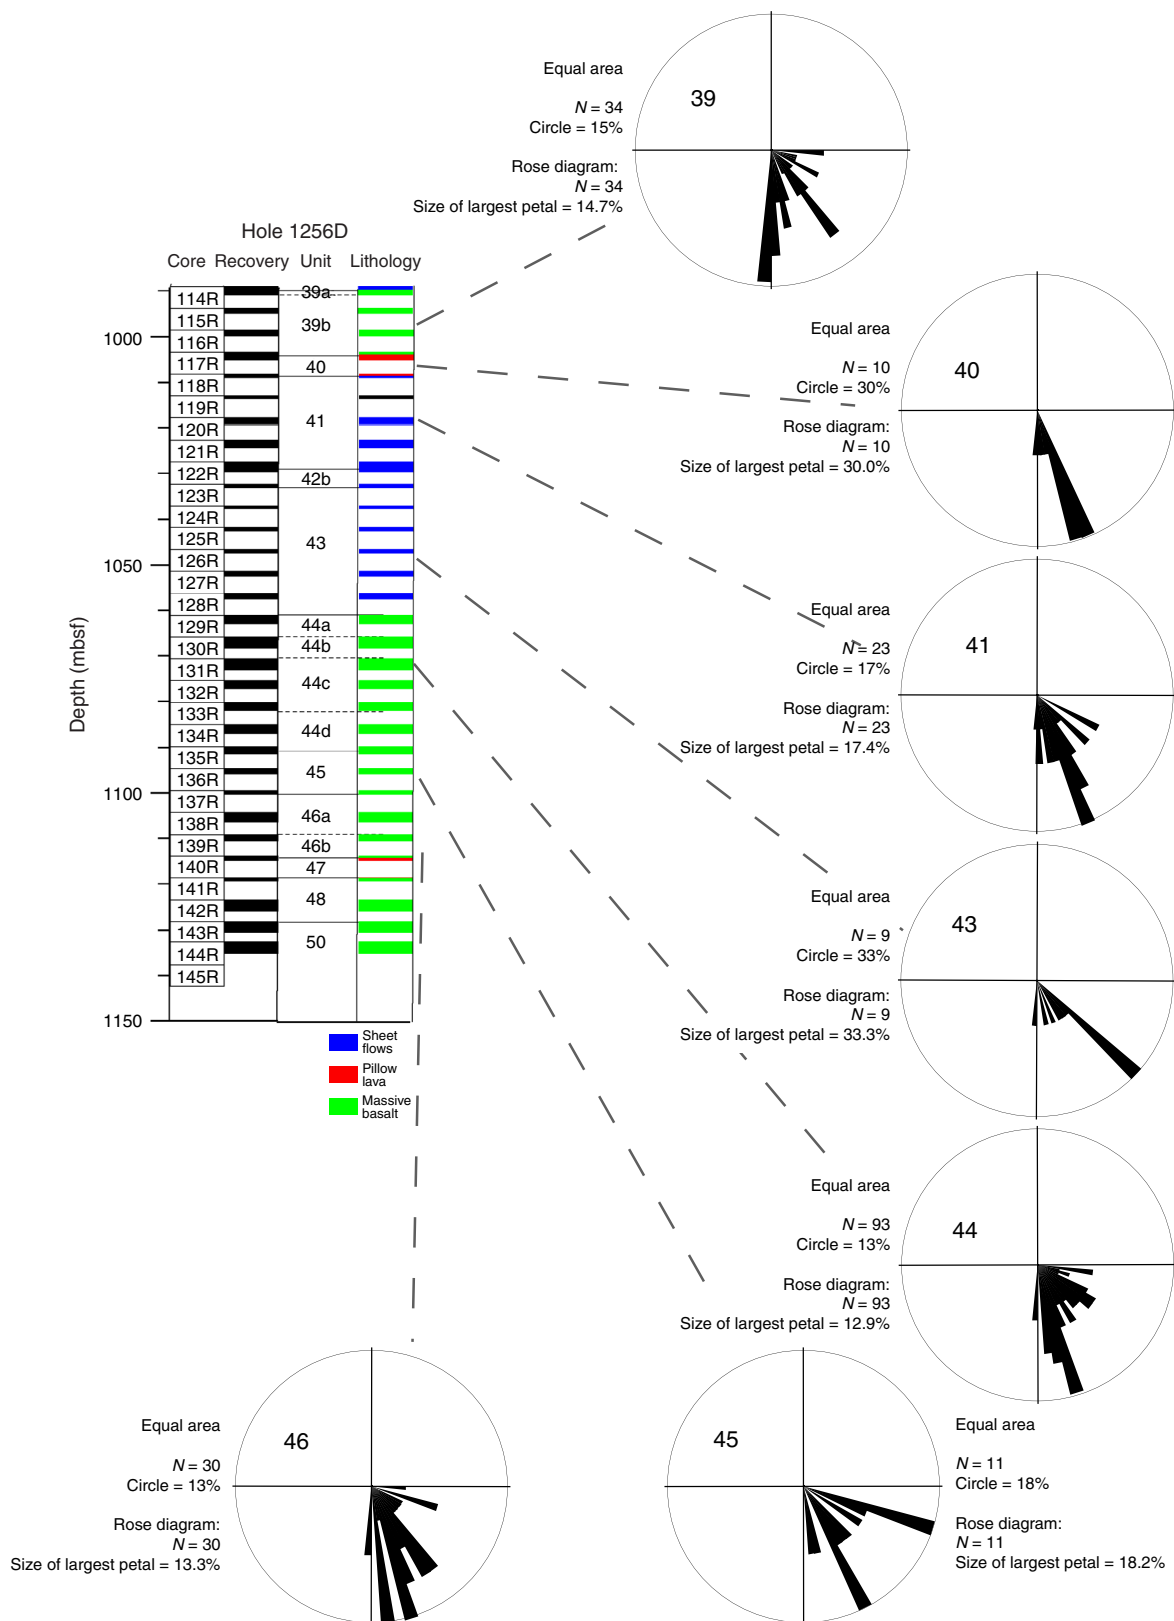 Equal area
39
N = 34
Circle = 15%
Rose diagram:
N = 34
Size of largest petal = 14.7%
Hole 1256D
Core Recovery Unit Lithology
Depth (mbsf)
1000
1050
1100
1150
114R
115R
116R
117R
118R
119R
120R
121R
122R
123R
124R
125R
126R
127R
128R
129R
130R
131R
132R
133R
134R
135R
136R
137R
138R
139R
140R
141R
142R
143R
144R
145R
39a
39b
40
41
42b
43
44a
44b
44c
44d
45
46a
46b
47
48
50
Sheet
flows
Pillow
lava
Massive
basalt
Equal area
40
N = 10
Circle = 30%
Rose diagram:
N = 10
Size of largest petal = 30.0%
Equal area
41
N = 23
Circle = 17%
Rose diagram:
N = 23
Size of largest petal = 17.4%
Equal area
43
N = 9
Circle = 33%
Rose diagram:
N = 9
Size of largest petal = 33.3%
Equal area
44
N = 93
Circle = 13%
Rose diagram:
N = 93
Size of largest petal = 12.9%
Equal area
46
N = 30
Circle = 13%
Rose diagram:
N = 30
Size of largest petal = 13.3%
45
Equal area
N = 11
Circle = 18%
Rose diagram:
N = 11
Size of largest petal = 18.2%